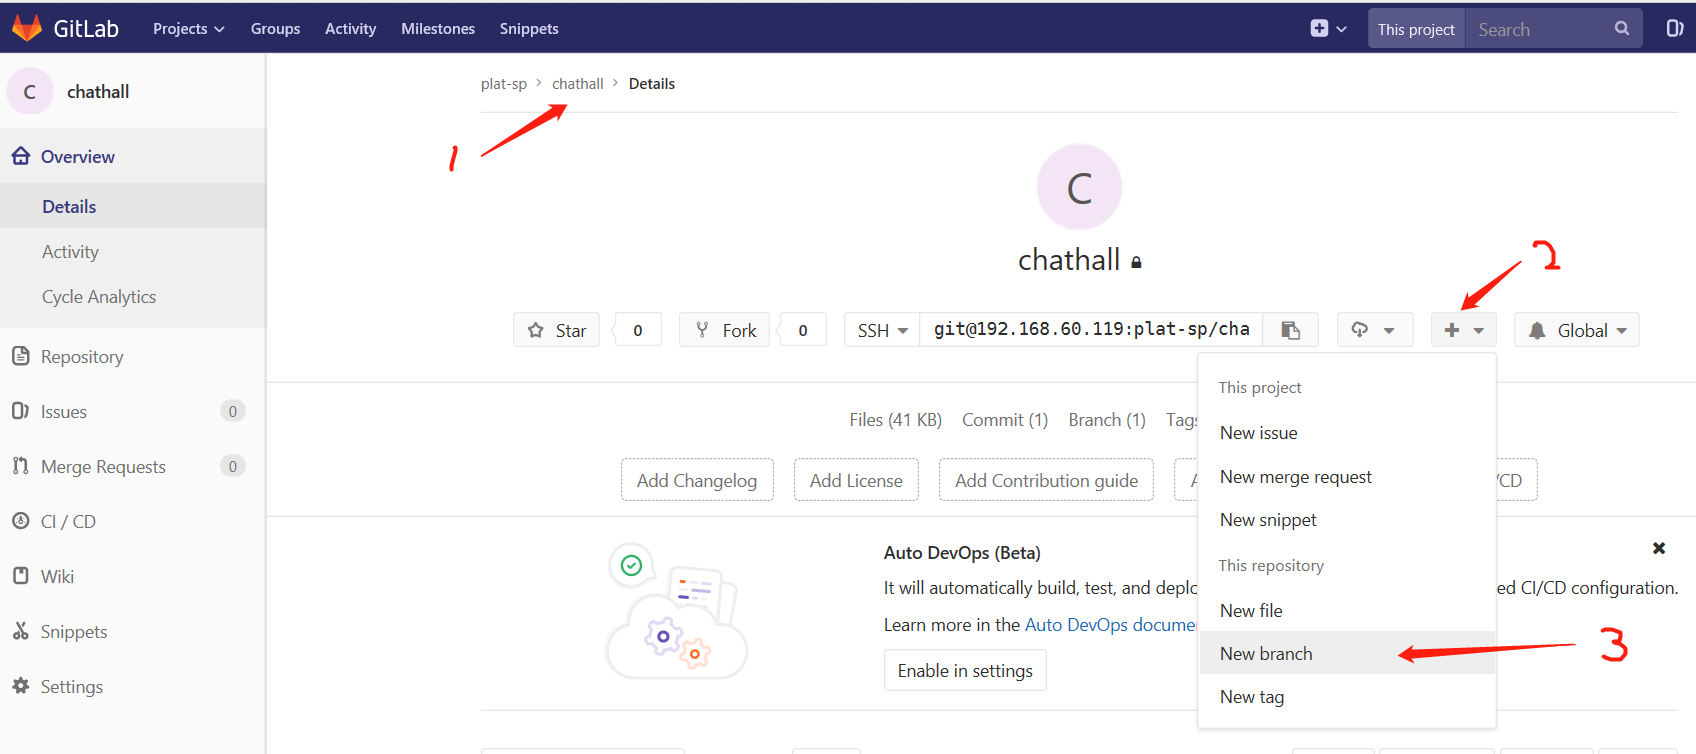 GitLab Projects Groups Activity Milestones Snippets This project Search
C chathall
plat-sp > chathall > Details
1
Overview
Details
Activity
Cycle Analytics
Repository
Issues 0
Merge Requests 0
CI / CD
Wiki
Snippets
Settings
C
chathall
2
Star 0 Fork 0 SSH git@192.168.60.119:plat-sp/cha Global
Files (41 KB) Commit (1) Branch (1) Tags
Add Changelog Add License Add Contribution guide A /CD
This project
New issue
New merge request
New snippet
This repository
New file
New branch
New tag
3
Auto DevOps (Beta)
It will automatically build, test, and deplo ed CI/CD configuration.
Learn more in the Auto DevOps docume
Enable in settings